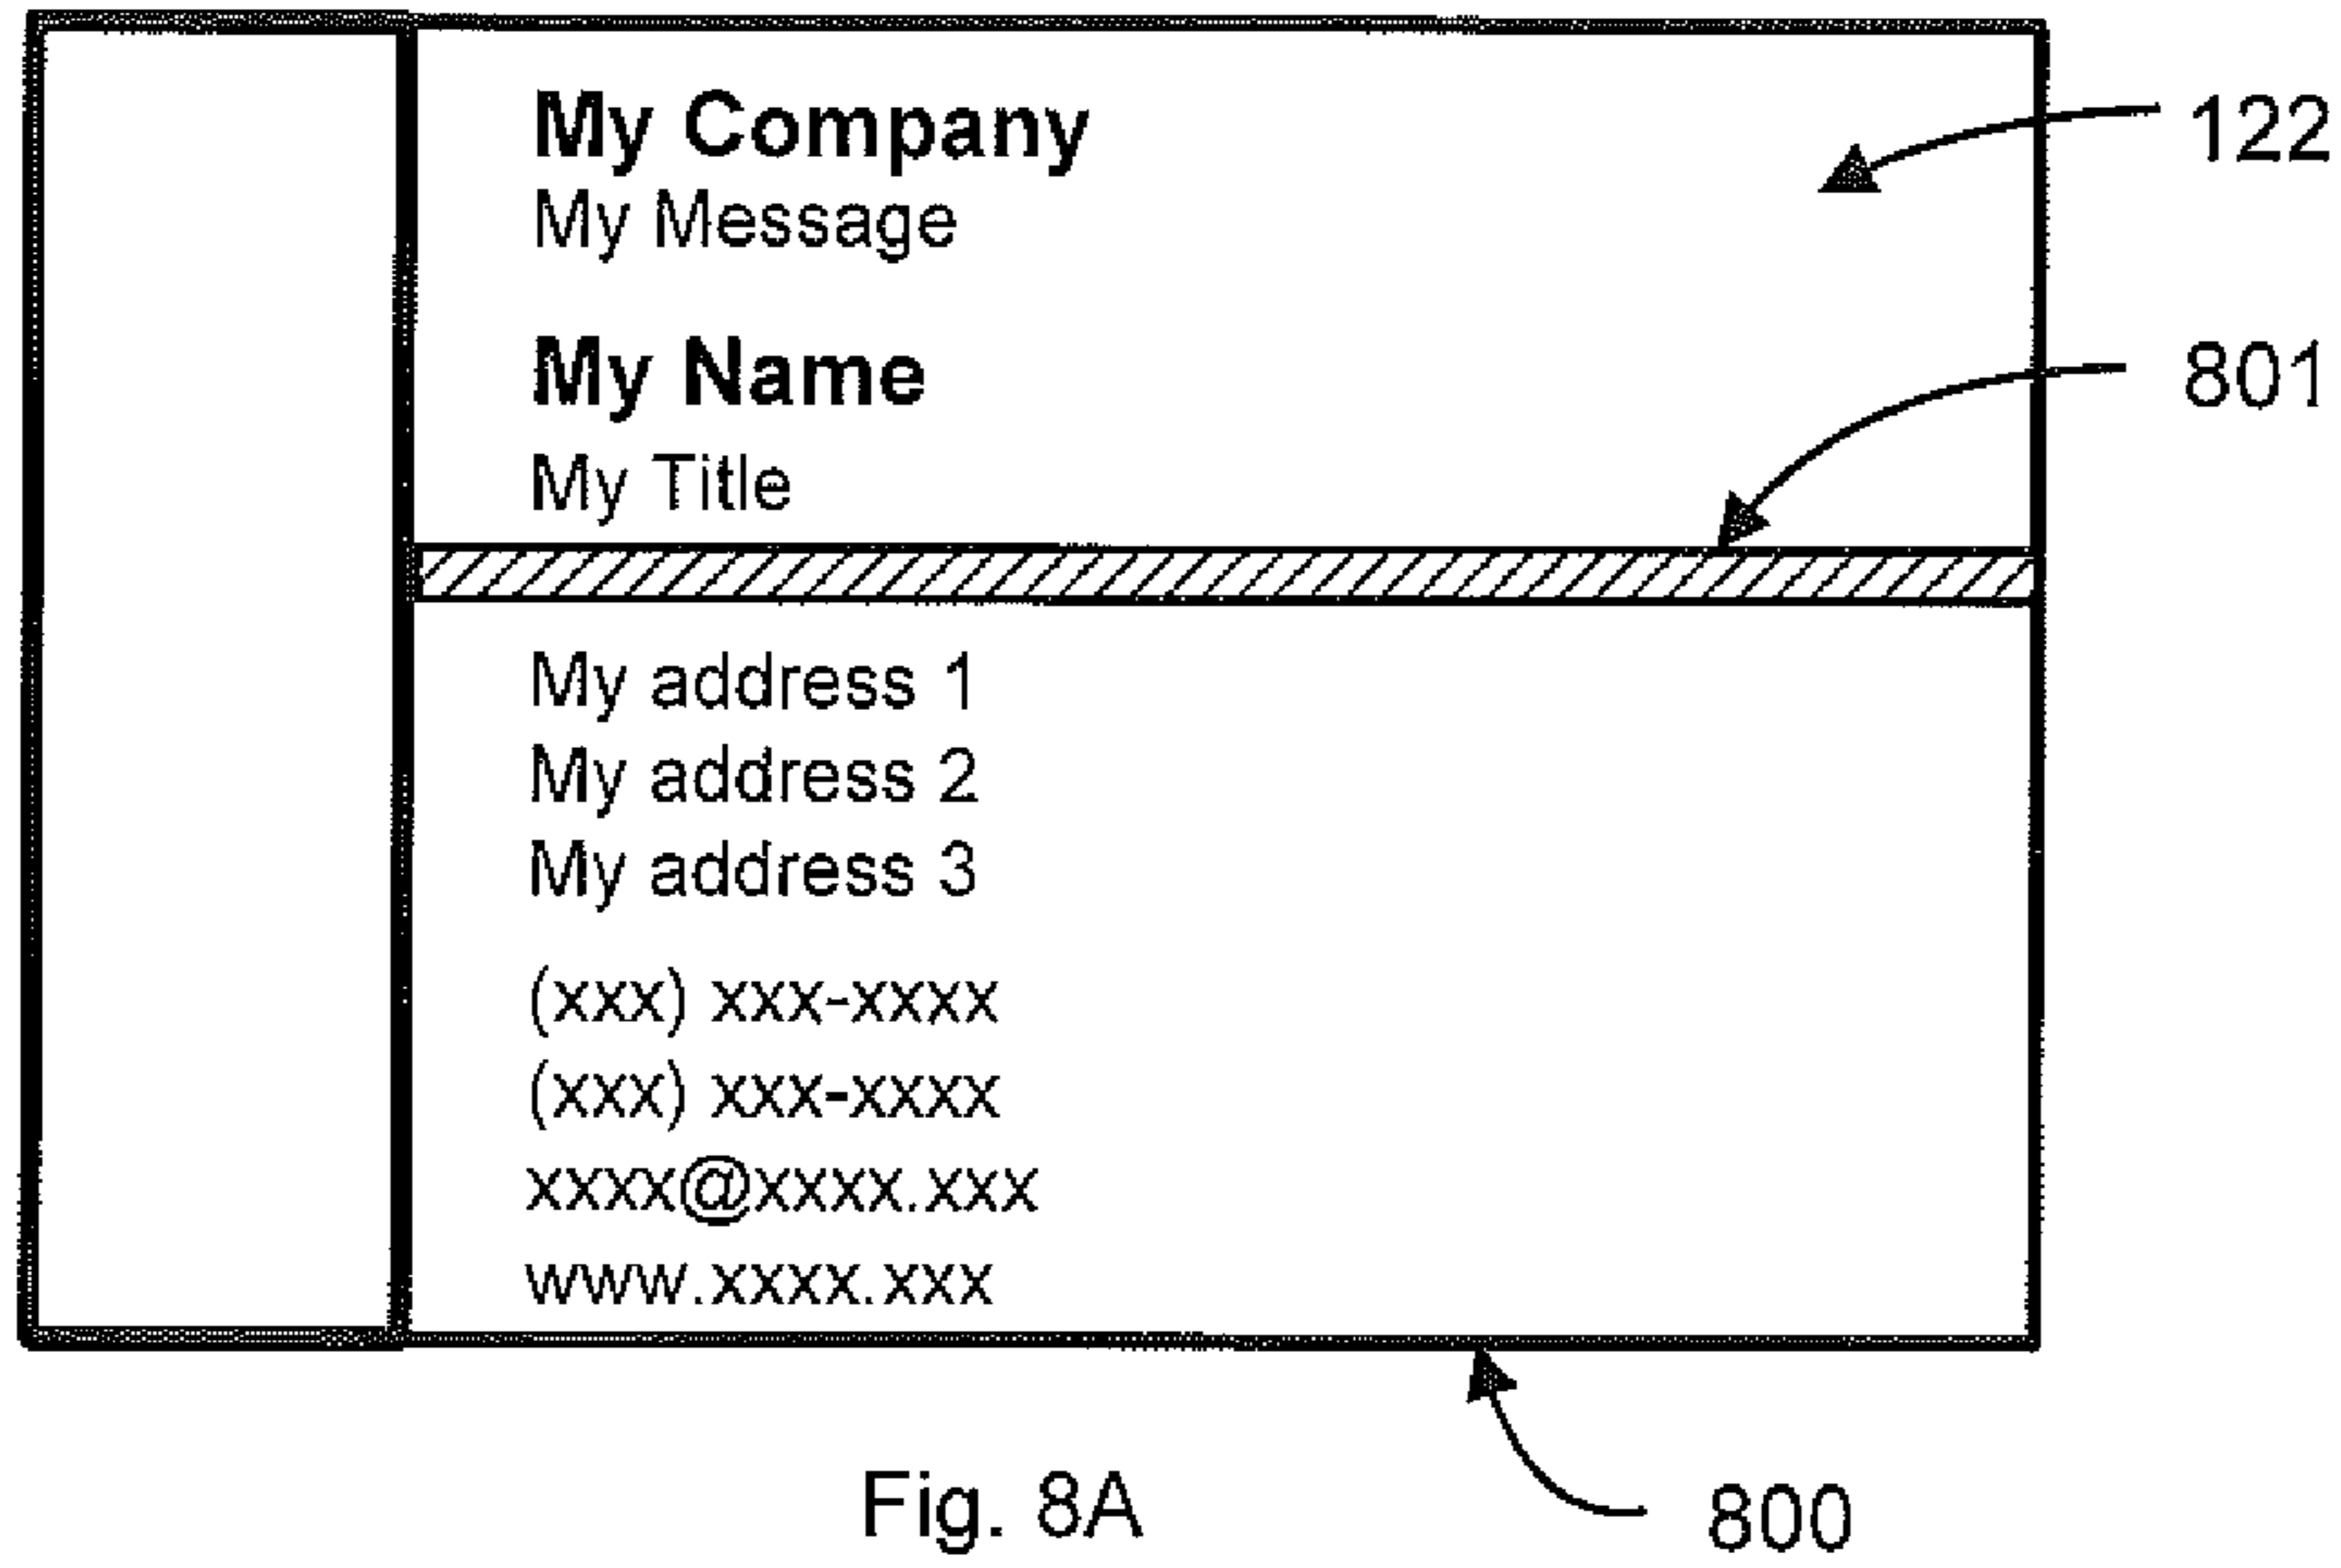 My Company
122
My Message
My Name
801
My Title
My address 1
My address 2
My address 3
(xxx) xxx-xxxx
(xxx) xxx-xxxx
xxxx@xxxx.xxx
www.xxxx.xxx
Fig. 8A
800